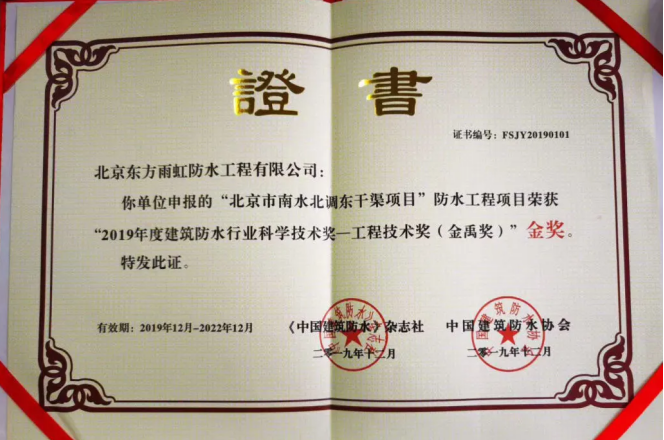 證 書
证书编号：FSJY20190101
北京东方雨虹防水工程有限公司：
你单位申报的“北京市南水北调东干渠项目”防水工程项目荣获
“2019年度建筑防水行业科学技术奖—工程技术奖（金禹奖）”金奖。
特发此证。
有效期：2019年12月-2022年12月 《中国建筑防水》杂志社 中国建筑防水协会
二〇一九年十二月 二〇一九年十二月